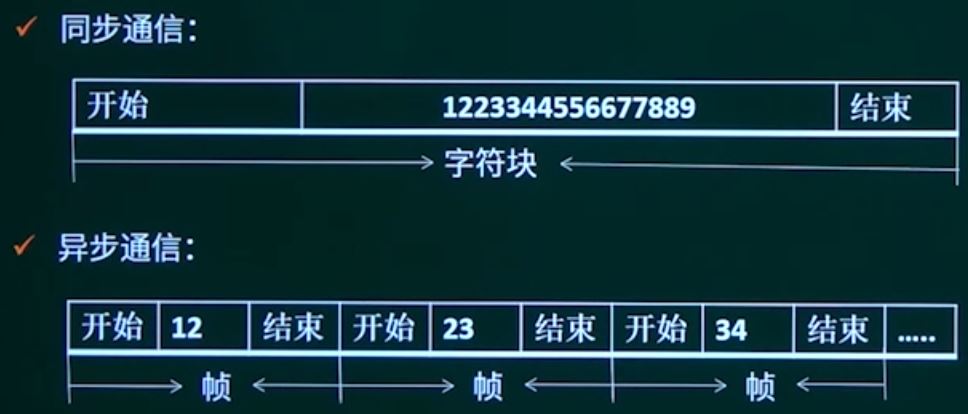 ✓ 同步通信：
开始 1223344556677889 结束
字符块
✓ 异步通信：
开始 12 结束 开始 23 结束 开始 34 结束 .....
帧 帧 帧